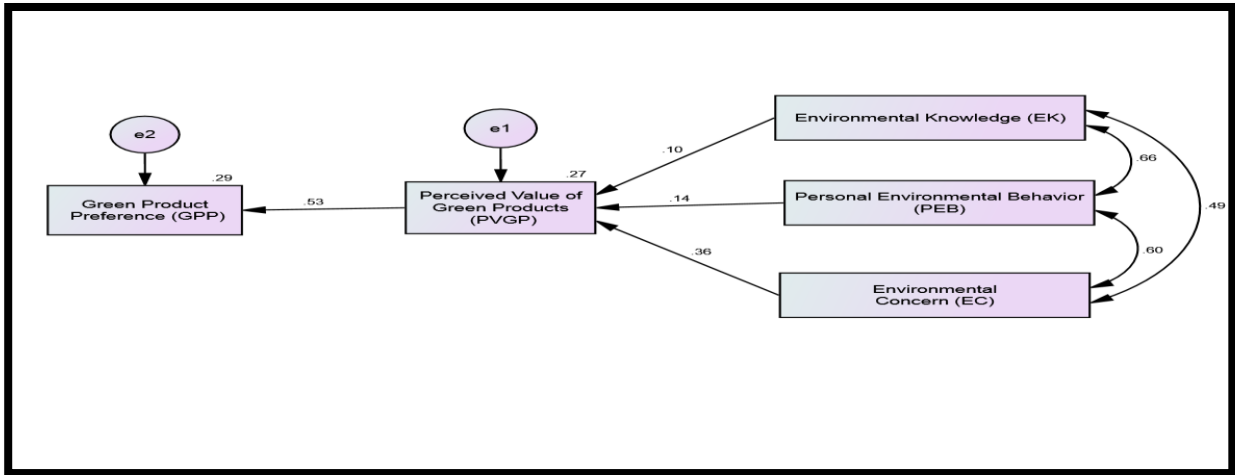 e2
.29
Green Product
Preference (GPP)
.53
e1
.27
Perceived Value of
Green Products
(PVGP)
.10
.14
.36
Environmental Knowledge (EK)
Personal Environmental Behavior
(PEB)
Environmental
Concern (EC)
.66
.60
.49